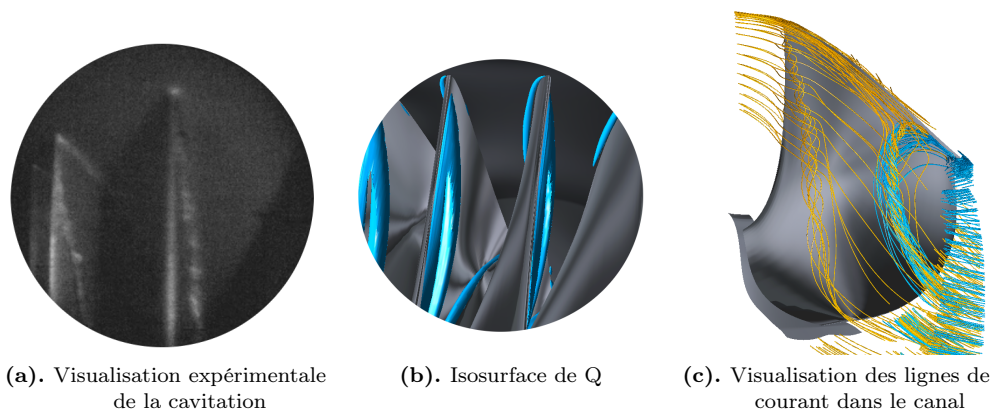 (a). Visualisation expérimentale
de la cavitation
(b). Isosurface de Q
(c). Visualisation des lignes de
courant dans le canal